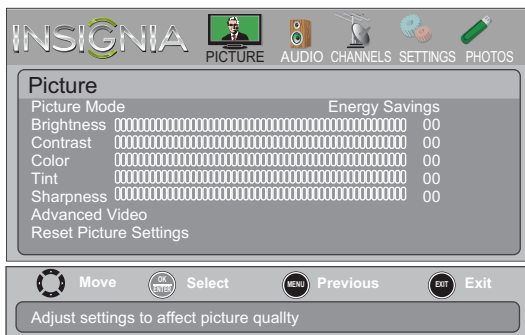 INSIGNIA
PICTURE AUDIO CHANNELS SETTINGS PHOTOS
Picture
Picture Mode Energy Savings
Brightness 00
Contrast 00
Color 00
Tint 00
Sharpness 00
Advanced Video
Reset Picture Settings
Move OK ENTER Select MENU Previous EXIT Exit
Adjust settings to affect picture quallty